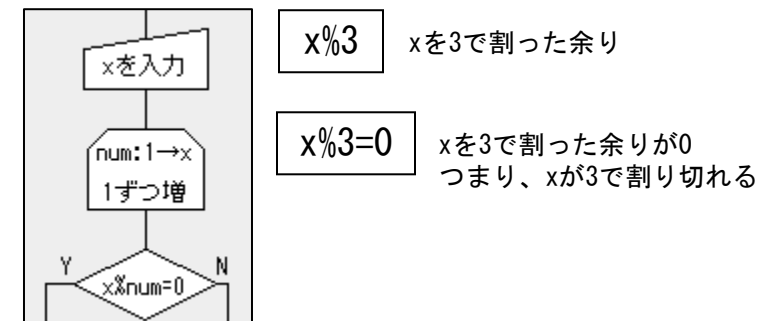 xを入力
num:1→x
1ずつ増
Y
N
x%num=0
x%3
xを3で割った余り
x%3=0
xを3で割った余りが0
つまり、xが3で割り切れる